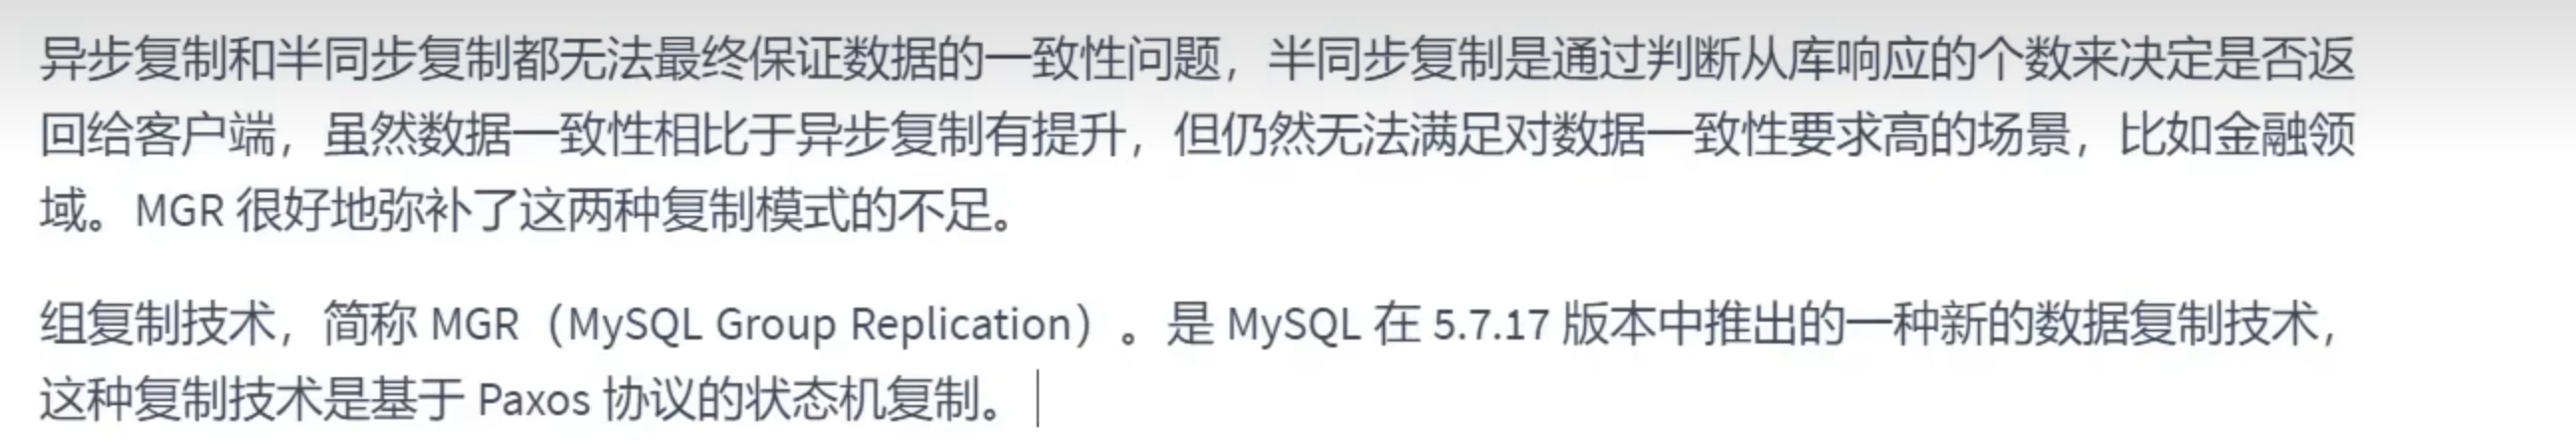 异步复制和半同步复制都无法最终保证数据的一致性问题，半同步复制是通过判断从库响应的个数来决定是否返
回给客户端，虽然数据一致性相比于异步复制有提升，但仍然无法满足对数据一致性要求高的场景，比如金融领
域。MGR 很好地弥补了这两种复制模式的不足。
组复制技术，简称 MGR（MySQL Group Replication）。是 MySQL 在 5.7.17 版本中推出的一种新的数据复制技术，
这种复制技术是基于 Paxos 协议的状态机复制。